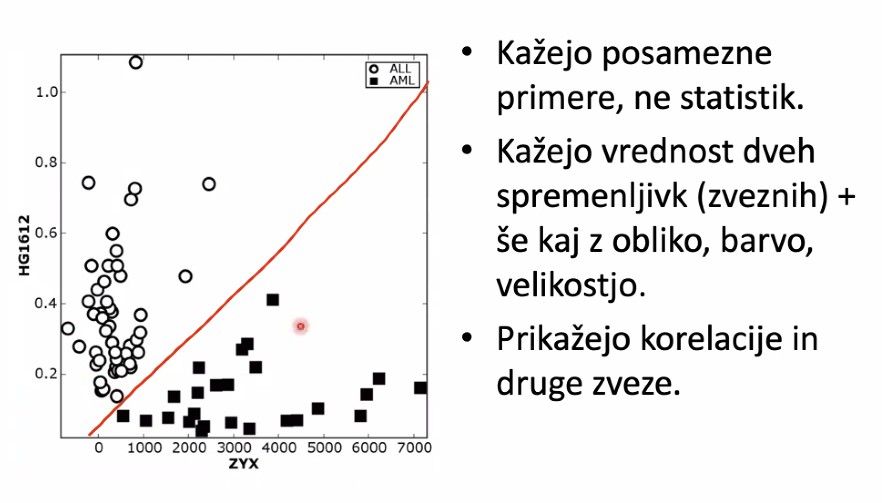 HG1612
1.0
0.8
0.6
0.4
0.2
ALL
AML
0 1000 2000 3000 4000 5000 6000 7000
ZYX
• Kažejo posamezne
primere, ne statistik.
• Kažejo vrednost dveh
spremenljivk (zveznih) +
še kaj z obliko, barvo,
velikostjo.
• Prikažejo korelacije in
druge zveze.